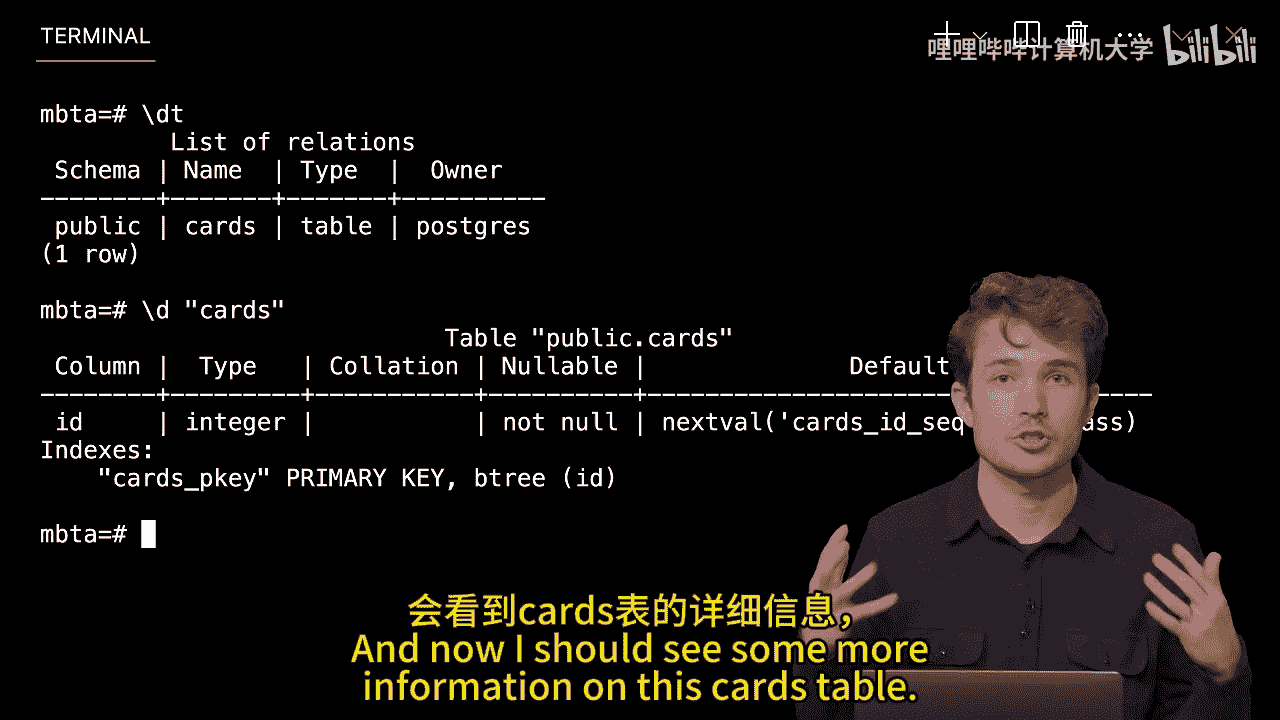 TERMINAL
哔哩哔哩计算机大学 bilibili
mbta=# \dt
List of relations
Schema | Name | Type | Owner
--------+-------+-------+----------
public | cards | table | postgres
(1 row)
mbta=# \d "cards"
Table "public.cards"
Column | Type | Collation | Nullable | Default
id | integer | | not null | nextval('cards_id_seq ass)
Indexes:
"cards_pkey" PRIMARY KEY, btree (id)
mbta=#
会看到cards表的详细信息，
And now I should see some more
information on this cards table.